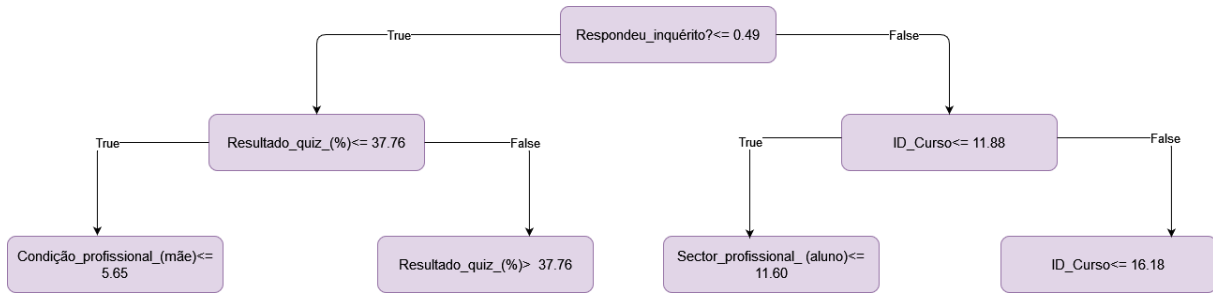 Respondeu_inquérito?<= 0.49
True
False
Resultado_quiz_(%)<= 37.76
ID_Curso<= 11.88
True
False
True
False
Condição_profissional_(mãe)<=
5.65
Resultado_quiz_(%)>  37.76
Sector_profissional_ (aluno)<=
11.60
ID_Curso<= 16.18